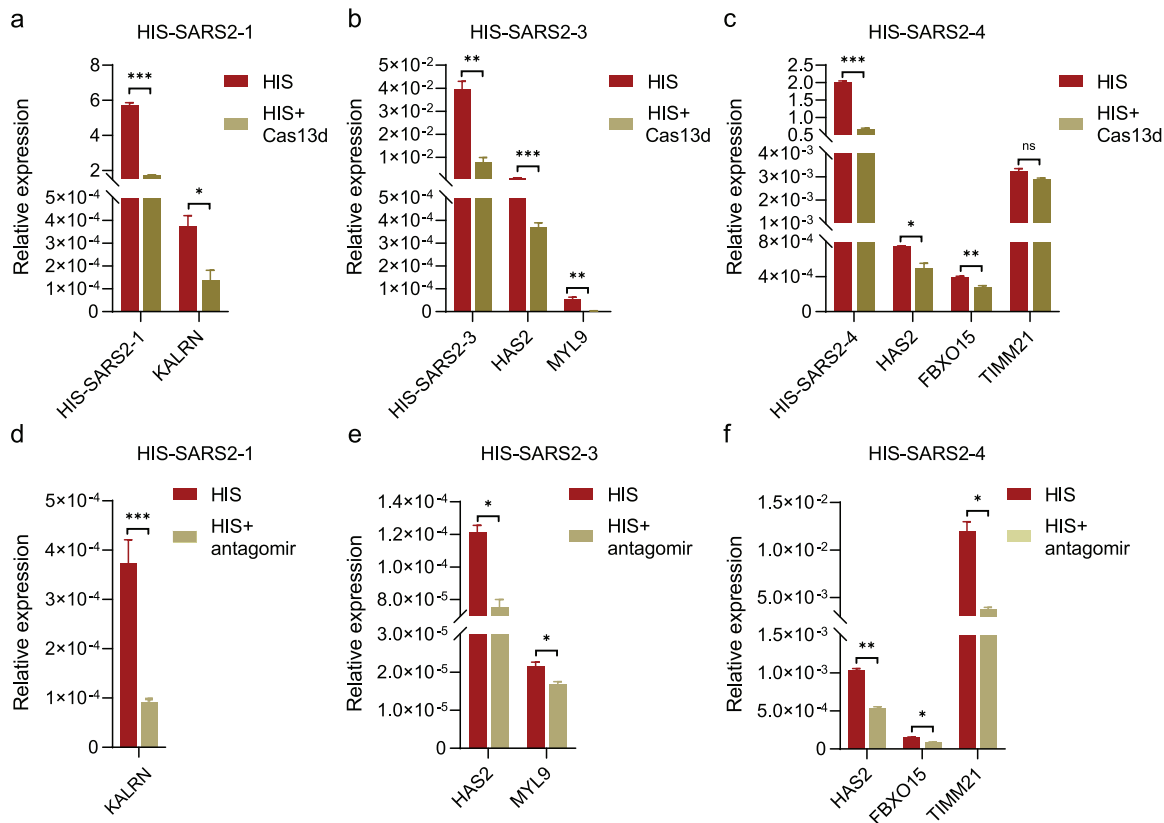 a
HIS-SARS2-1
Relative expression
8
6
4
2
5×10⁻⁴
4×10⁻⁴
3×10⁻⁴
2×10⁻⁴
1×10⁻⁴
0
***
*
HIS
HIS+
Cas13d
HIS-SARS2-1
KALRN
b
HIS-SARS2-3
Relative expression
5×10⁻²
4×10⁻²
3×10⁻²
2×10⁻²
1×10⁻²
5×10⁻⁴
4×10⁻⁴
3×10⁻⁴
2×10⁻⁴
1×10⁻⁴
0
**
***
**
HIS
HIS+
Cas13d
HIS-SARS2-3
HAS2
MYL9
c
HIS-SARS2-4
Relative expression
2.5
2.0
1.5
1.0
0.5
4×10⁻³
3×10⁻³
2×10⁻³
1×10⁻³
8×10⁻⁴
4×10⁻⁴
0
***
*
**
ns
HIS
HIS+
Cas13d
HIS-SARS2-4
HAS2
FBXO15
TIMM21
d
HIS-SARS2-1
Relative expression
5×10⁻⁴
4×10⁻⁴
3×10⁻⁴
2×10⁻⁴
1×10⁻⁴
0
***
HIS
HIS+
antagomir
KALRN
e
HIS-SARS2-3
Relative expression
1.4×10⁻⁴
1.2×10⁻⁴
1.0×10⁻⁴
8.0×10⁻⁵
3.0×10⁻⁵
2.0×10⁻⁵
1.0×10⁻⁵
0
*
*
HIS
HIS+
antagomir
HAS2
MYL9
f
HIS-SARS2-4
Relative expression
1.5×10⁻²
1.0×10⁻²
5.0×10⁻³
1.0×10⁻³
5.0×10⁻⁴
0
**
*
*
HIS
HIS+
antagomir
HAS2
FBXO15
TIMM21